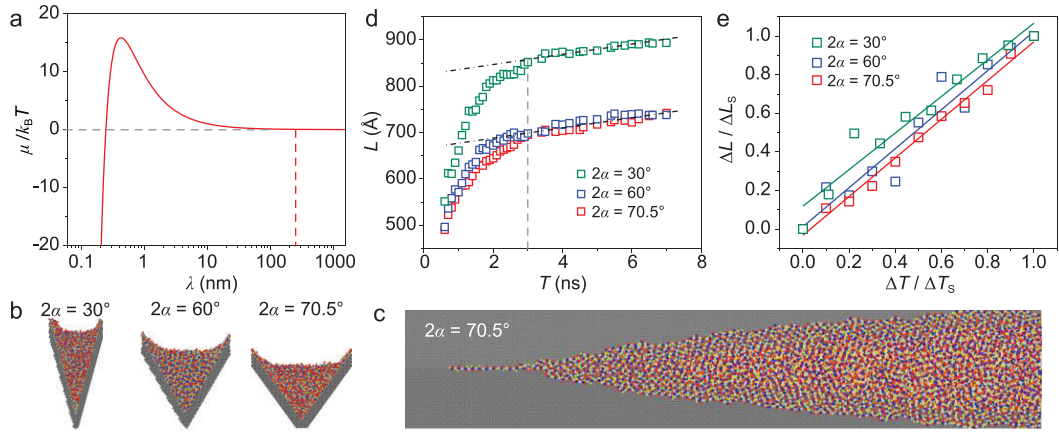 a
μ/k_BT
20
10
0
-10
-20
0.1
1
10
100
1000
λ (nm)
b
2α = 30°
2α = 60°
2α = 70.5°
c
2α = 70.5°
d
L (Å)
900
800
700
600
500
0
2
4
6
8
T (ns)
2α = 30°
2α = 60°
2α = 70.5°
e
ΔL / ΔL_S
1.0
0.8
0.6
0.4
0.2
0.0
0.0
0.2
0.4
0.6
0.8
1.0
ΔT / ΔT_S
2α = 30°
2α = 60°
2α = 70.5°